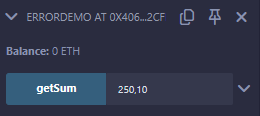 ERRORDEMO AT 0X406...2CF
Balance: 0 ETH
getSum 250,10